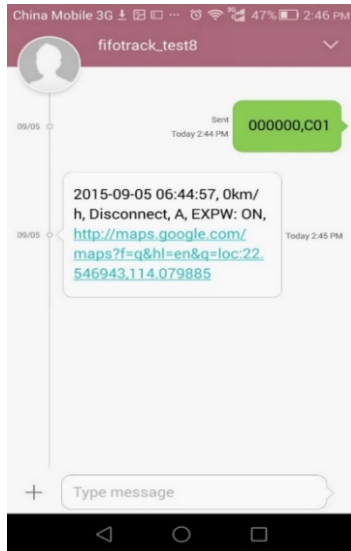 China Mobile 3G ... 3G 47% 2:46 PM
fifotrack_test8
Sent
09/05 Today 2:44 PM 000000,C01
2015-09-05 06:44:57, 0km/
h, Disconnect, A, EXPW: ON,
09/05 http://maps.google.com/ Today 2:45 PM
maps?f=q&hl=en&q=loc:22.
546943,114.079885
+ Type message